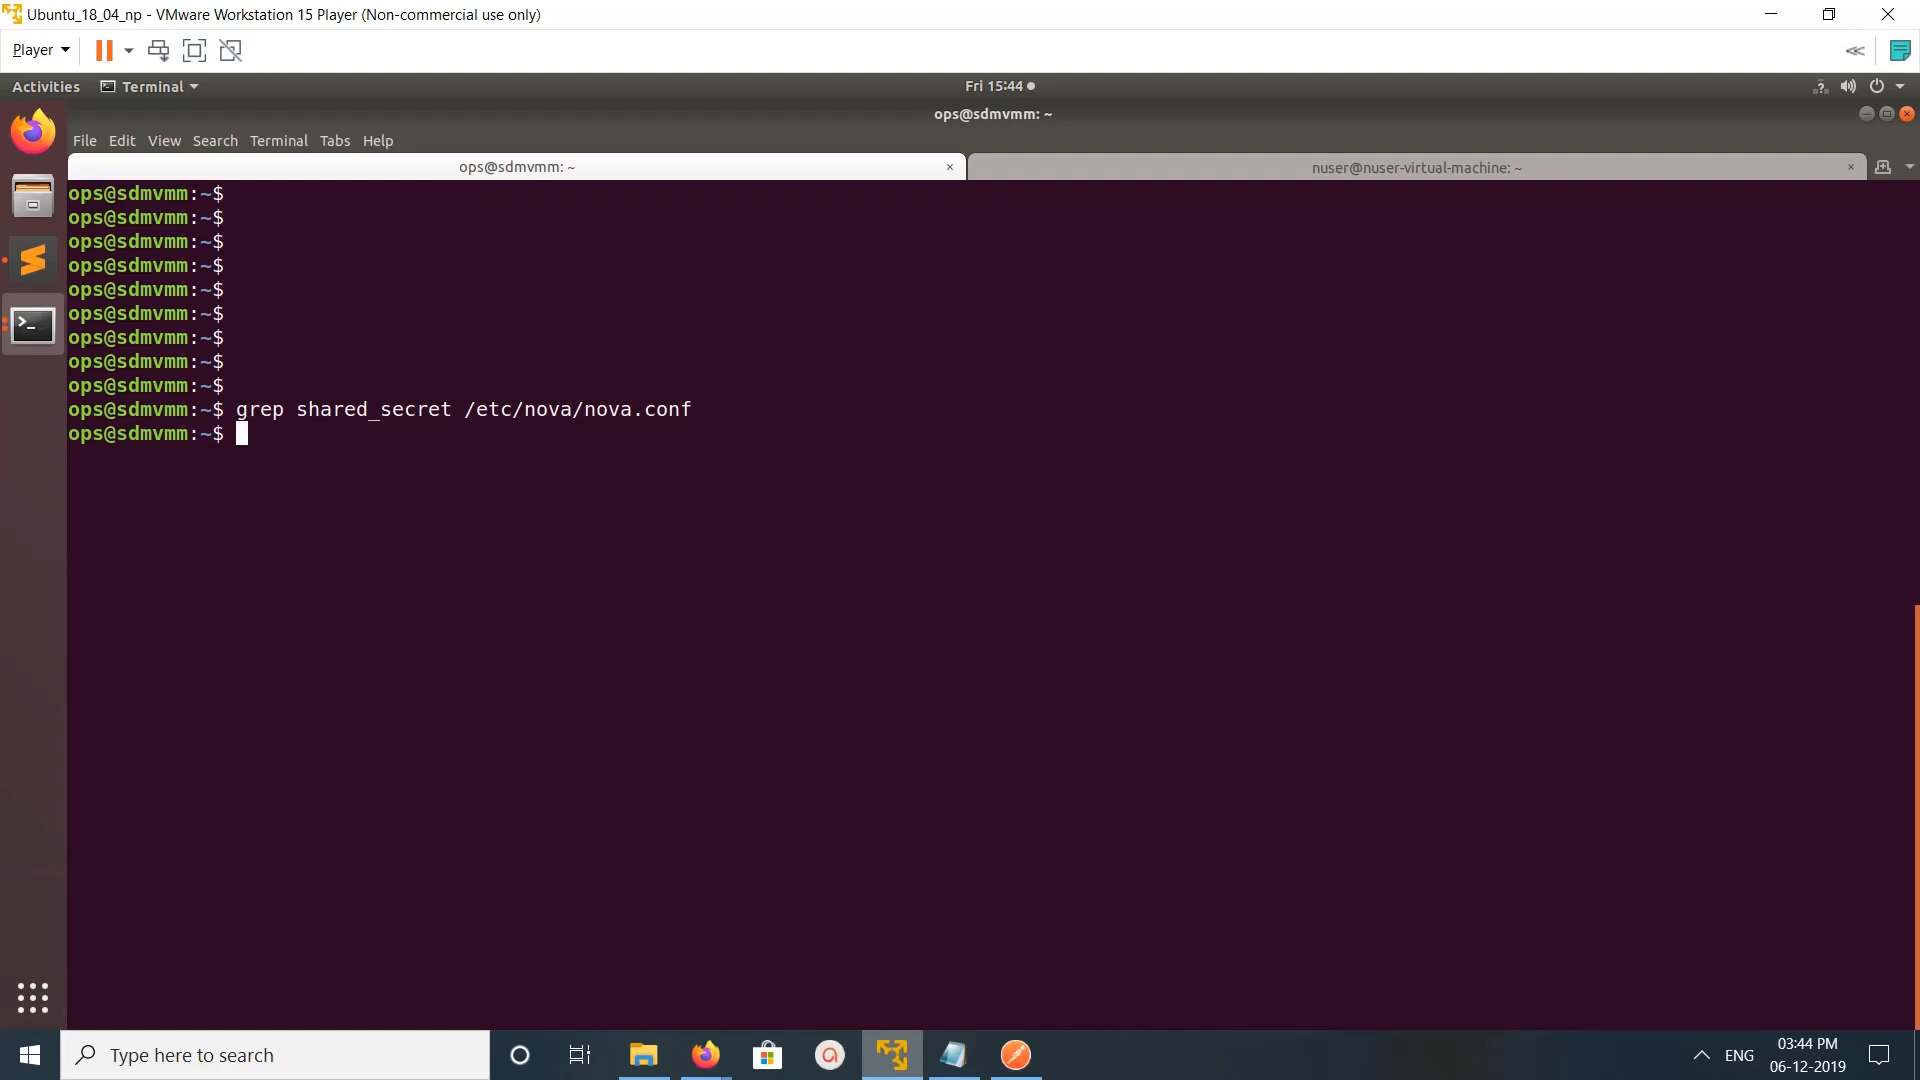 Ubuntu_18_04_np - VMware Workstation 15 Player (Non-commercial use only)
Player
Activities Terminal Fri 15:44
ops@sdmvmm: ~
File Edit View Search Terminal Tabs Help
ops@sdmvmm: ~ × nuser@nuser-virtual-machine: ~ ×
ops@sdmvmm:~$
ops@sdmvmm:~$
ops@sdmvmm:~$
ops@sdmvmm:~$
ops@sdmvmm:~$
ops@sdmvmm:~$
ops@sdmvmm:~$
ops@sdmvmm:~$
ops@sdmvmm:~$
ops@sdmvmm:~$ grep shared_secret /etc/nova/nova.conf
ops@sdmvmm:~$
Type here to search
ENG
03:44 PM
06-12-2019